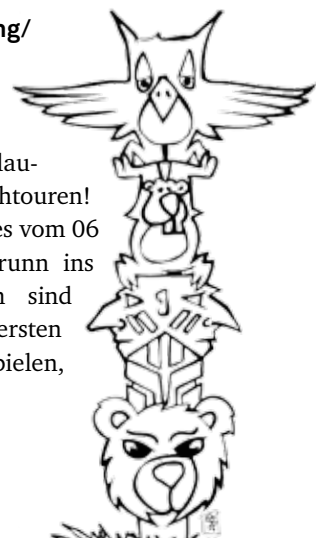 ng/
lau-
htouren!
es vom 06
runn ins
n sind
ersten
pielen,